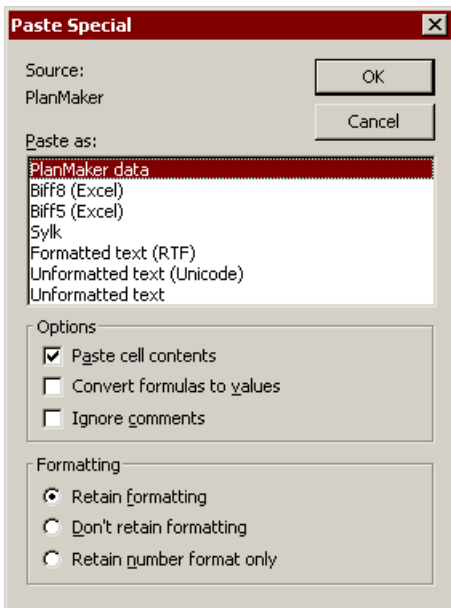 Paste Special
Source:
OK
PlanMaker
Cancel
Paste as:
PlanMaker data
Biff8 (Excel)
Biff5 (Excel)
Sylk
Formatted text (RTF)
Unformatted text (Unicode)
Unformatted text
Options
Paste cell contents
Convert formulas to values
Ignore comments
Formatting
Retain formatting
Don't retain formatting
Retain number format only